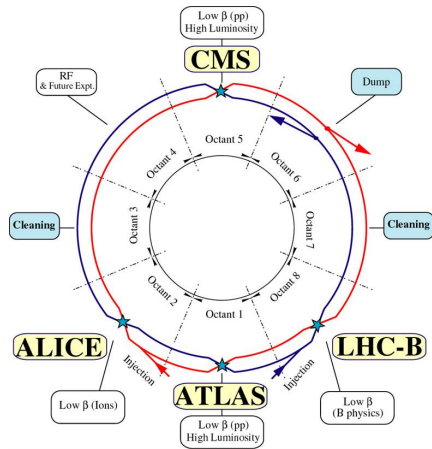 Low β (pp)
High Luminosity
CMS
RF
& Future Expt.
Dump
Octant 5
Octant 4
Octant 6
Octant 3
Octant 7
Cleaning
Cleaning
Octant 2
Octant 8
Octant 1
ALICE
LHC-B
Injection
Injection
ATLAS
Low β (Ions)
Low β (pp)
High Luminosity
Low β
(B physics)